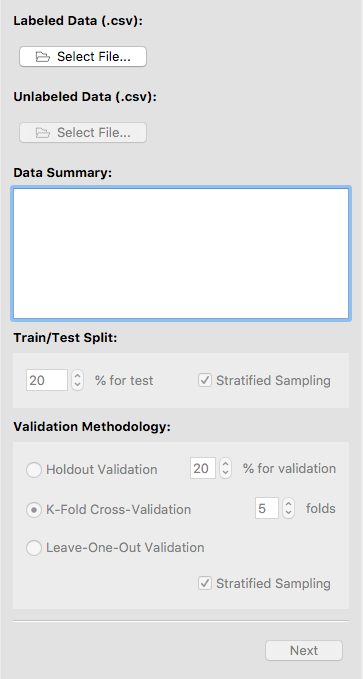 Labeled Data (.csv):
Select File...
Unlabeled Data (.csv):
Select File...
Data Summary:
Train/Test Split:
20 % for test Stratified Sampling
Validation Methodology:
Holdout Validation 20 % for validation
K-Fold Cross-Validation 5 folds
Leave-One-Out Validation
Stratified Sampling
Next